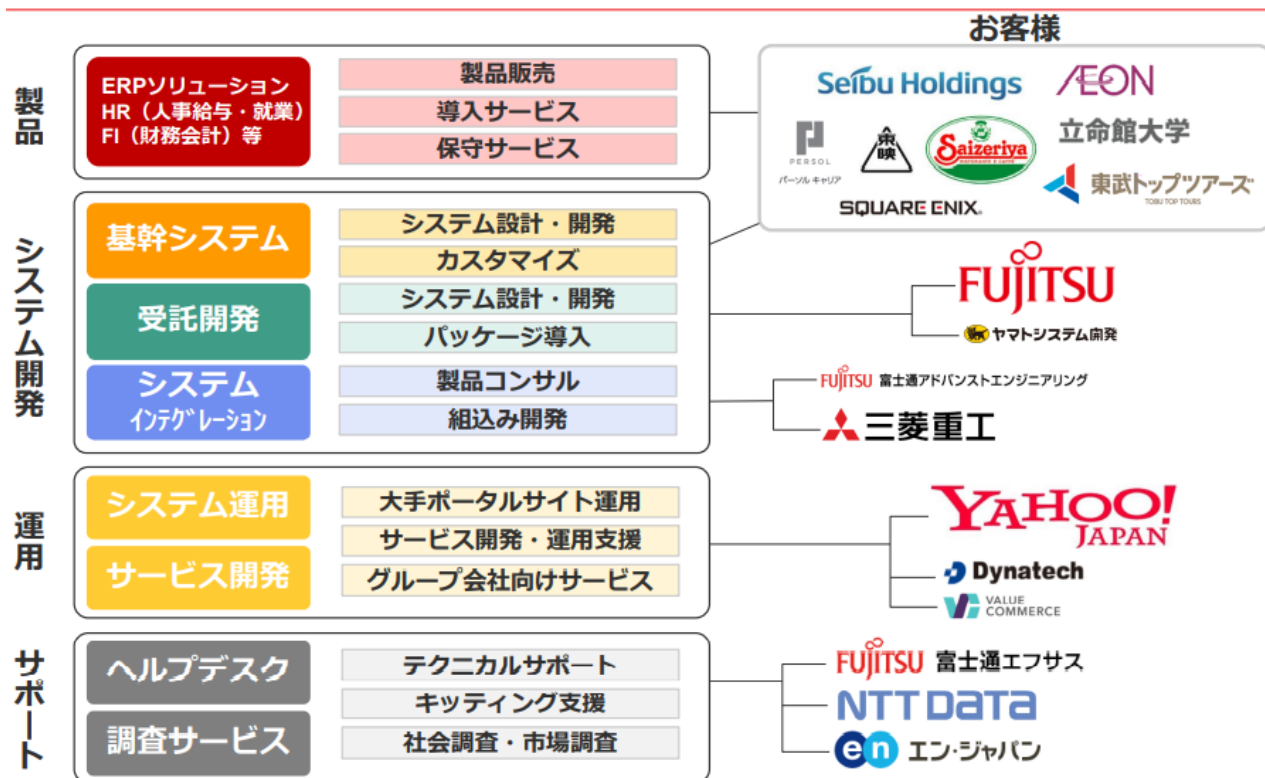 お客様
製品
ERPソリューション
HR（人事給与・就業）
FI（財務会計）等
製品販売
導入サービス
保守サービス
Seibu Holdings
ÆON
PERSOL
パーソル キャリア
東映
Saizeriya
RISTORANTE E CAFFE
立命館大学
東武トップツアーズ
TOBU TOP TOURS
SQUARE ENIX®
システム開発
基幹システム
システム設計・開発
カスタマイズ
受託開発
システム設計・開発
パッケージ導入
FUJITSU
ヤマトシステム開発
システム
ｲﾝﾃｸﾞﾚｰｼｮﾝ
製品コンサル
組込み開発
FUJITSU 富士通アドバンストエンジニアリング
三菱重工
運用
システム運用
サービス開発
大手ポータルサイト運用
サービス開発・運用支援
グループ会社向けサービス
YAHOO!
JAPAN
Dynatech
VALUE
COMMERCE
サポート
ヘルプデスク
調査サービス
テクニカルサポート
キッティング支援
社会調査・市場調査
FUJITSU 富士通エフサス
NTT DATA
en エン・ジャパン